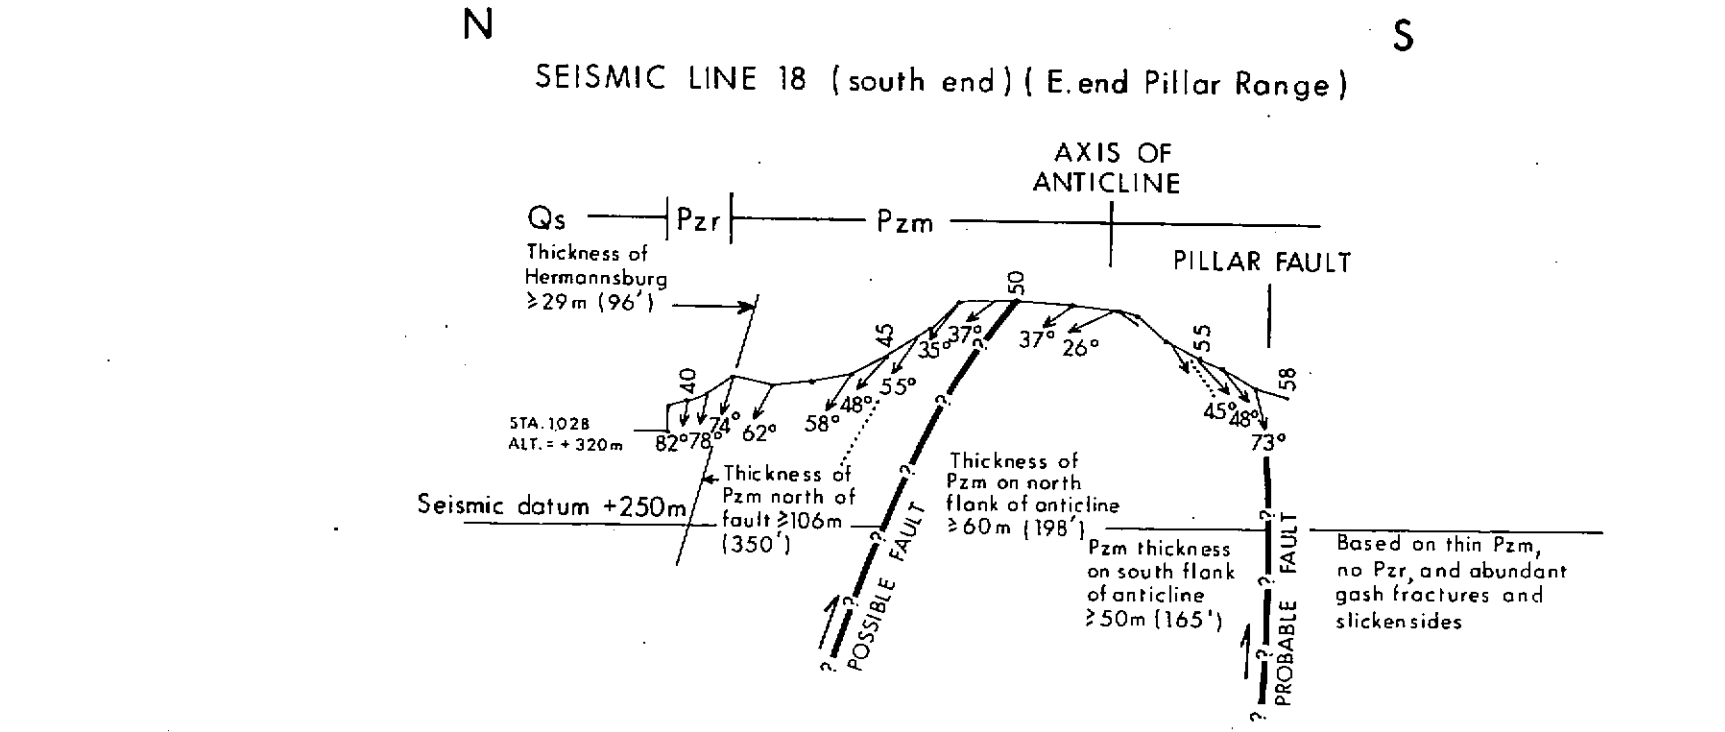 N
S
SEISMIC LINE 18 (south end) ( E. end Pillar Range)
AXIS OF
ANTICLINE
Qs
Pzr
Pzm
Thickness of
Hermannsburg
≥29m (96')
PILLAR FAULT
50
45
40
55
58
35°
37°
37°
26°
55°
48°
58°
62°
74°
78°
82°
45°
48°
73°
STA. 1028
ALT. = + 320m
Seismic datum +250m
Thickness of
Pzm north of
fault ≥106m
(350')
Thickness of
Pzm on north
flank of anticline
≥60m (198')
Pzm thickness
on south flank
of anticline
≥50m (165')
Based on thin Pzm,
no Pzr, and abundant
gash fractures and
slickensides
? ? ? ? ? ?
POSSIBLE FAULT
? ? ? ?
PROBABLE FAULT